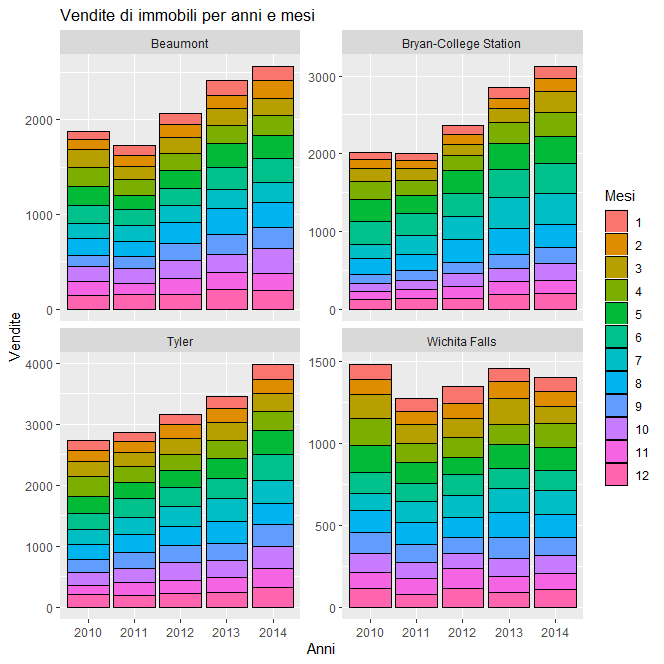 Vendite di immobili per anni e mesi
Beaumont
Bryan-College Station
2000
1000
0
3000
2000
1000
0
Tyler
Wichita Falls
4000
3000
2000
1000
0
1500
1000
500
0
2010 2011 2012 2013 2014
2010 2011 2012 2013 2014
Anni
Vendite
Mesi
1
2
3
4
5
6
7
8
9
10
11
12